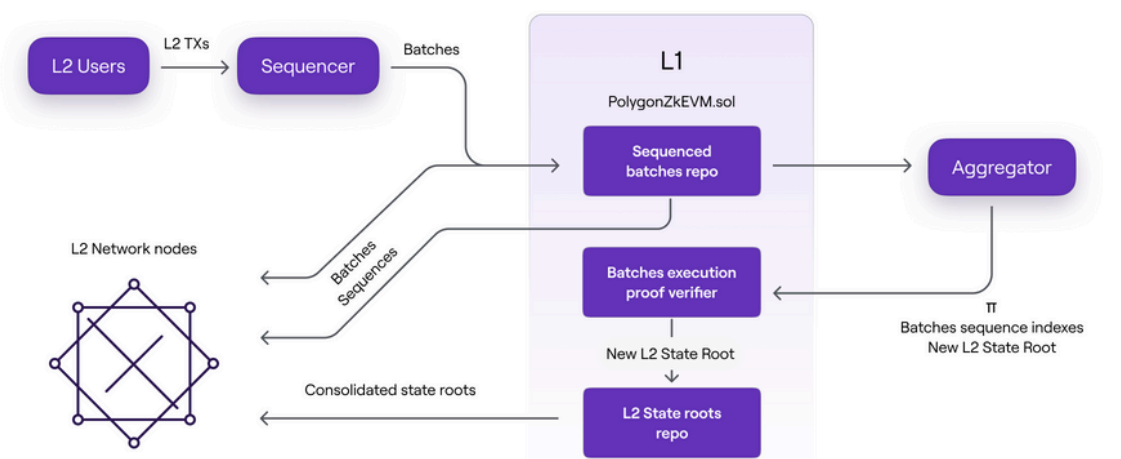 L2 Users
L2 TXs
Sequencer
Batches
L1
PolygonZkEVM.sol
Sequenced
batches repo
Aggregator
L2 Network nodes
Batches
Sequences
Batches execution
proof verifier
π
Batches sequence indexes
New L2 State Root
New L2 State Root
Consolidated state roots
L2 State roots
repo